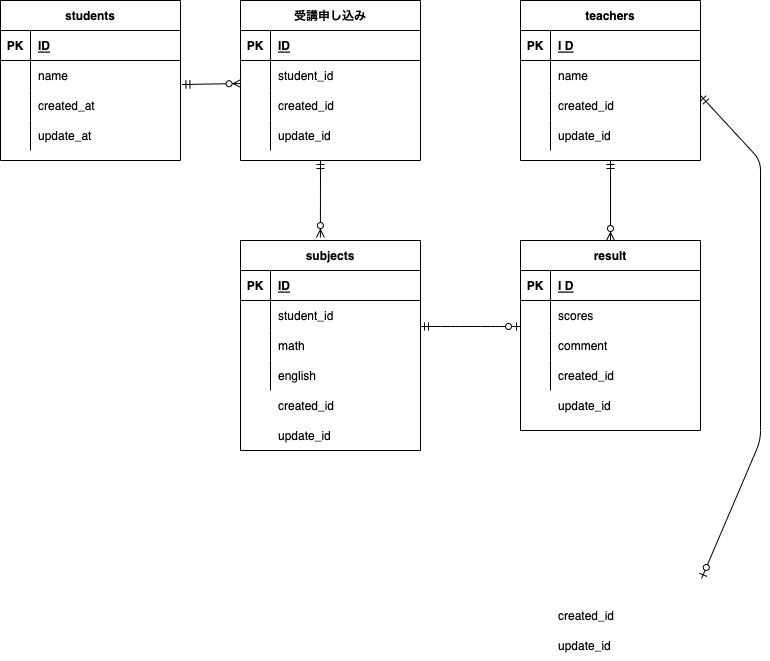 students
PK ID
name
created_at
update_at
受講申し込み
PK ID
student_id
created_id
update_id
teachers
PK I D
name
created_id
update_id
subjects
PK ID
student_id
math
english
created_id
update_id
result
PK I D
scores
comment
created_id
update_id
created_id
update_id